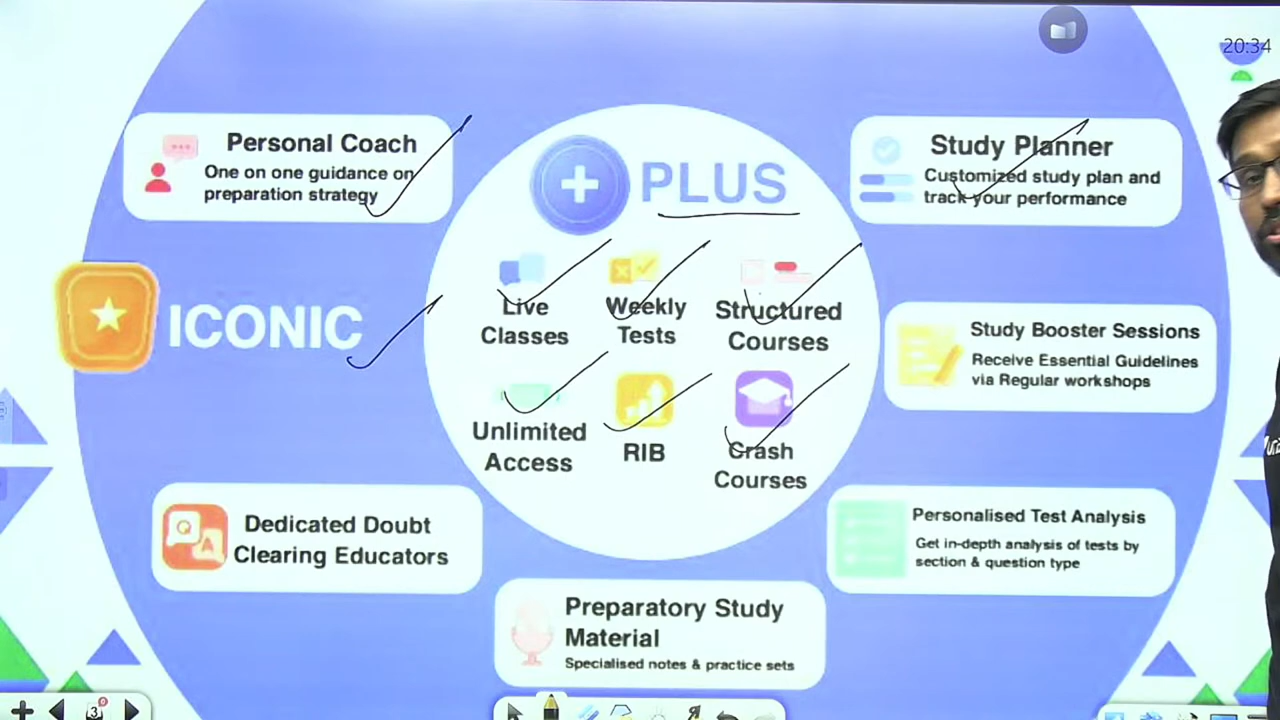 20:34
Personal Coach
One on one guidance on
preparation strategy
PLUS
Study Planner
Customized study plan and
track your performance
ICONIC
Live
Classes
Weekly
Tests
Structured
Courses
Unlimited
Access
RIB
Crash
Courses
Study Booster Sessions
Receive Essential Guidelines
via Regular workshops
Dedicated Doubt
Clearing Educators
Q
A
Personalised Test Analysis
Get in-depth analysis of tests by
section & question type
Preparatory Study
Material
Specialised notes & practice sets
3